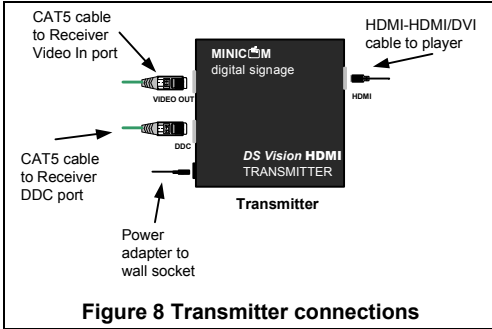 CAT5 cable
to Receiver
Video In port
HDMI-HDMI/DVI
cable to player
MINICOM
digital signage
VIDEO OUT
HDMI
DDC
CAT5 cable
to Receiver
DDC port
DS Vision HDMI
TRANSMITTER
Transmitter
Power
adapter to
wall socket
Figure 8 Transmitter connections